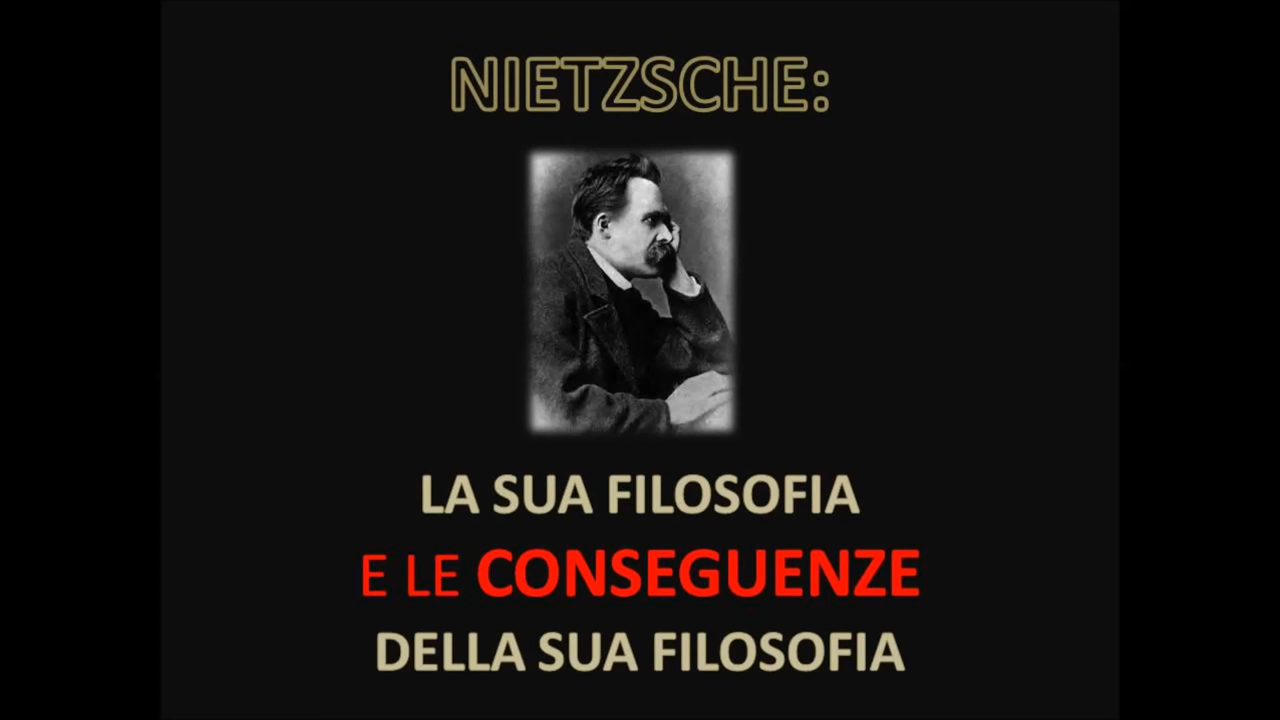 NIETZSCHE:
LA SUA FILOSOFIA
E LE CONSEGUENZE
DELLA SUA FILOSOFIA